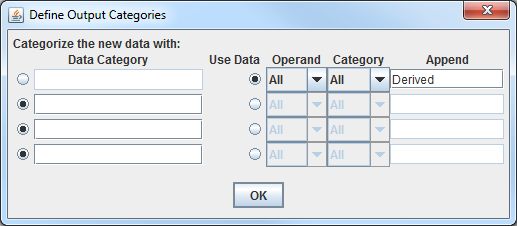 Define Output Categories
Categorize the new data with:
Data Category Use Data Operand Category Append
All All Derived
All All
All All
All All
OK